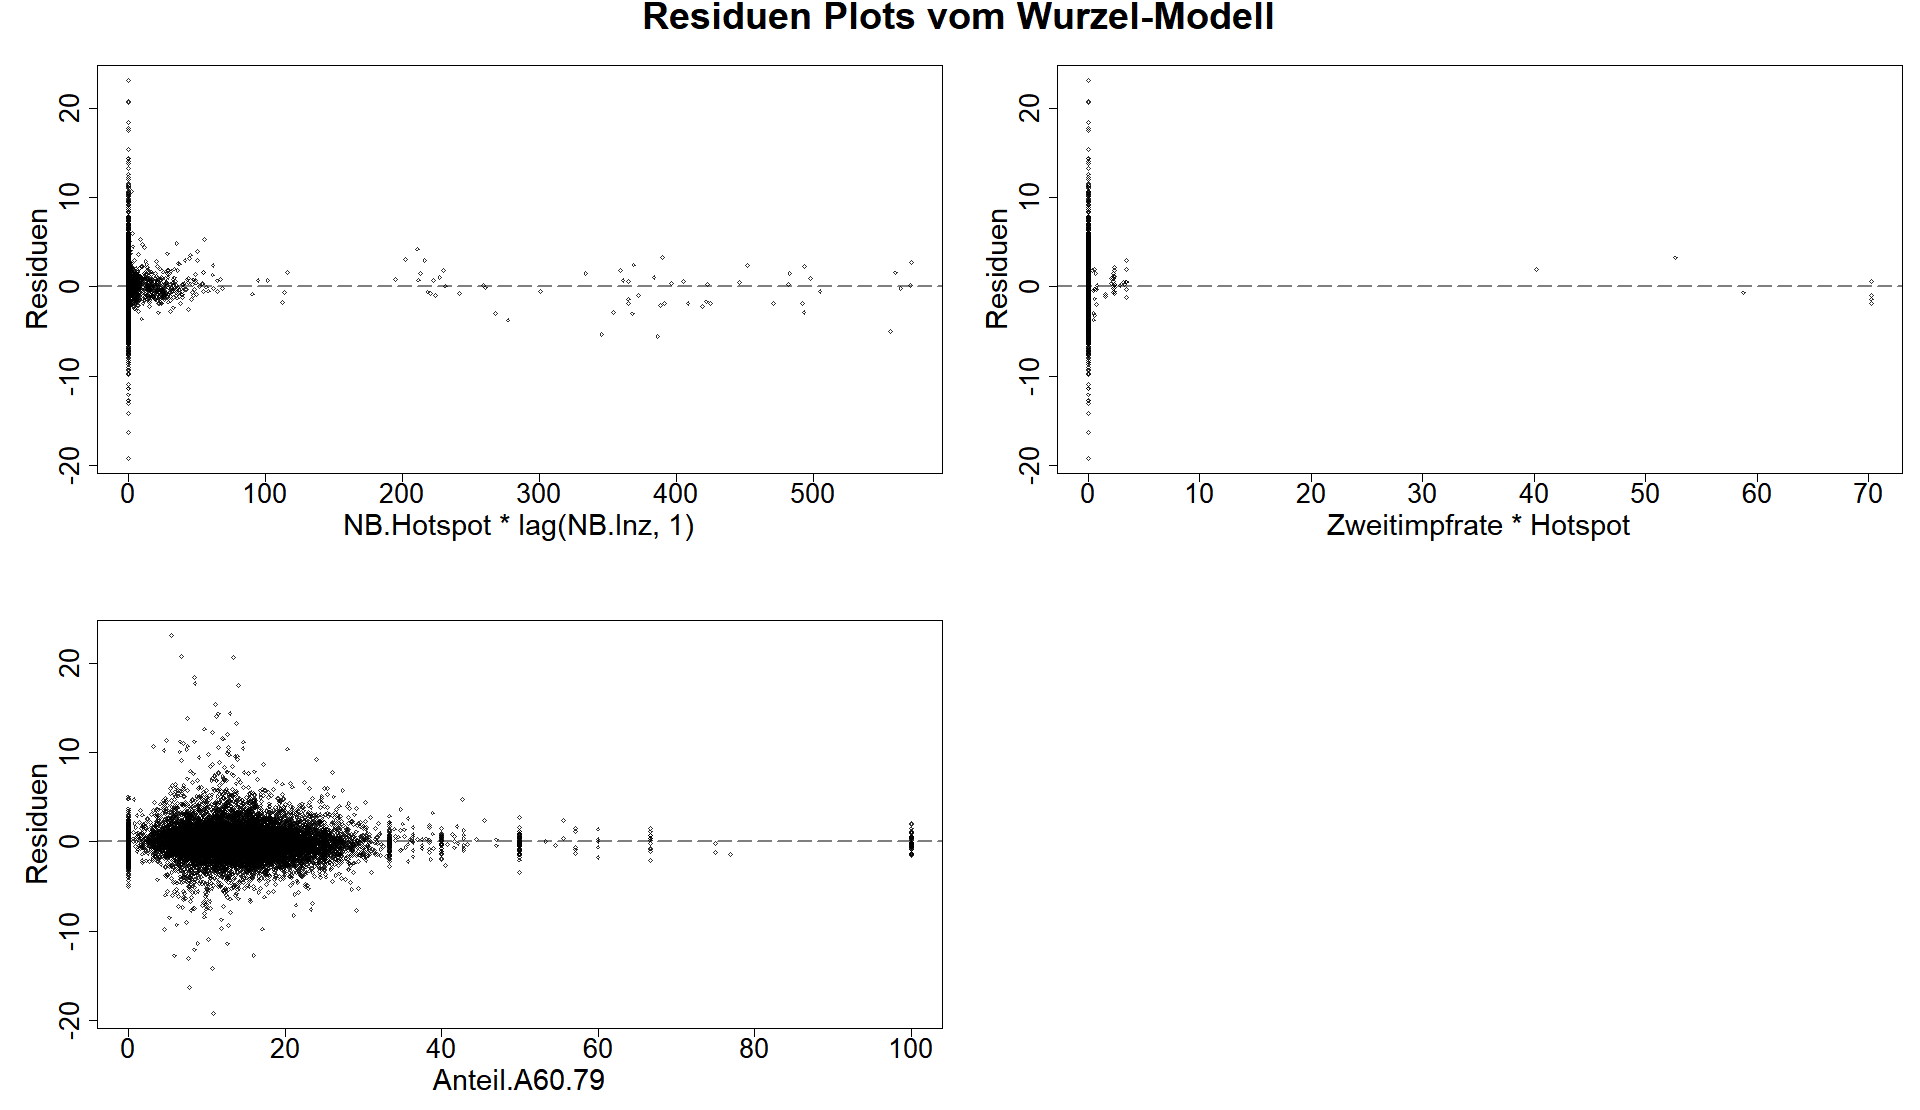 Residuen Plots vom Wurzel-Modell
Residuen
20
10
0
-10
-20
0 100 200 300 400 500
NB.Hotspot * lag(NB.Inz, 1)
Residuen
20
10
0
-10
-20
0 10 20 30 40 50 60 70
Zweitimpfrate * Hotspot
Residuen
20
10
0
-10
-20
0 20 40 60 80 100
Anteil.A60.79